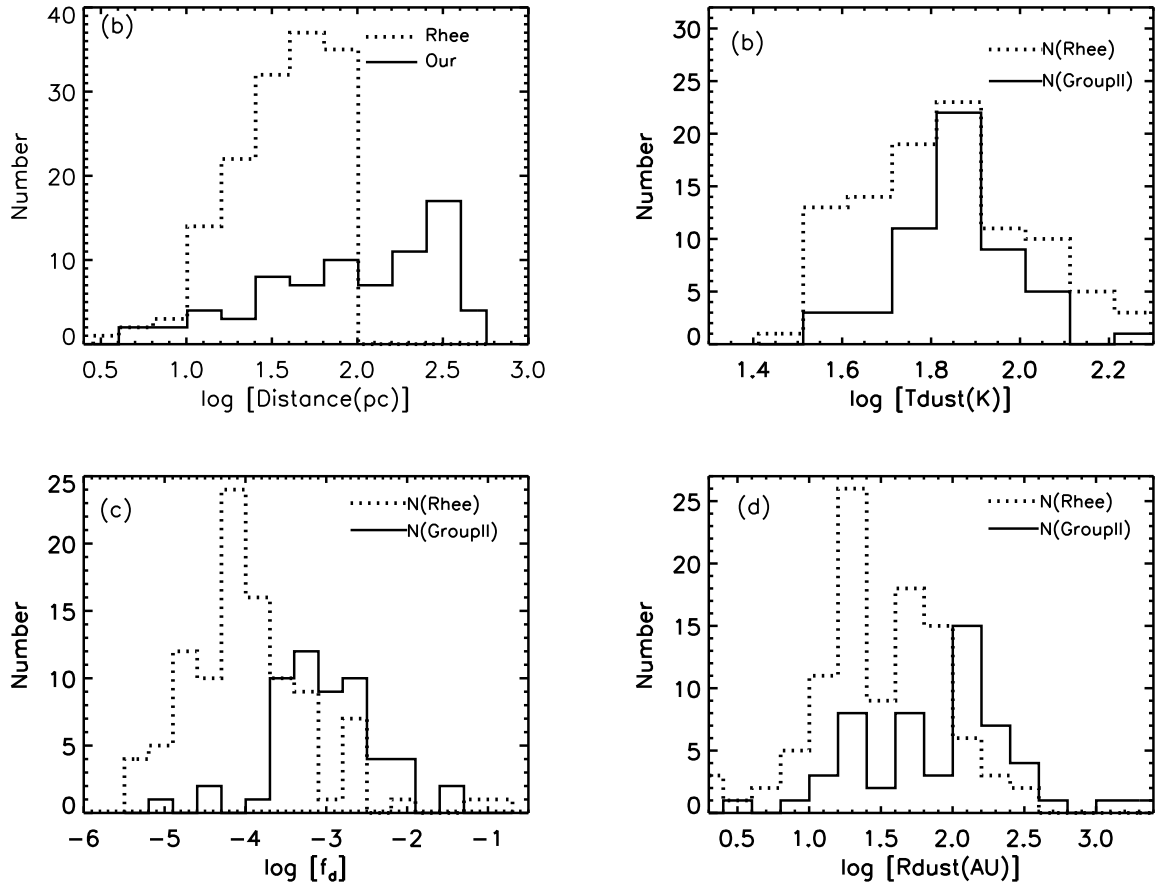 (b)
Rhee
Our
40
30
20
10
0
Number
0.5 1.0 1.5 2.0 2.5 3.0
log [Distance(pc)]
(b)
N(Rhee)
N(GroupII)
30
25
20
15
10
5
0
Number
1.4 1.6 1.8 2.0 2.2
log [Tdust(K)]
(c)
N(Rhee)
N(GroupII)
25
20
15
10
5
0
Number
−6 −5 −4 −3 −2 −1
log [f_d]
(d)
N(Rhee)
N(GroupII)
25
20
15
10
5
0
Number
0.5 1.0 1.5 2.0 2.5 3.0
log [Rdust(AU)]